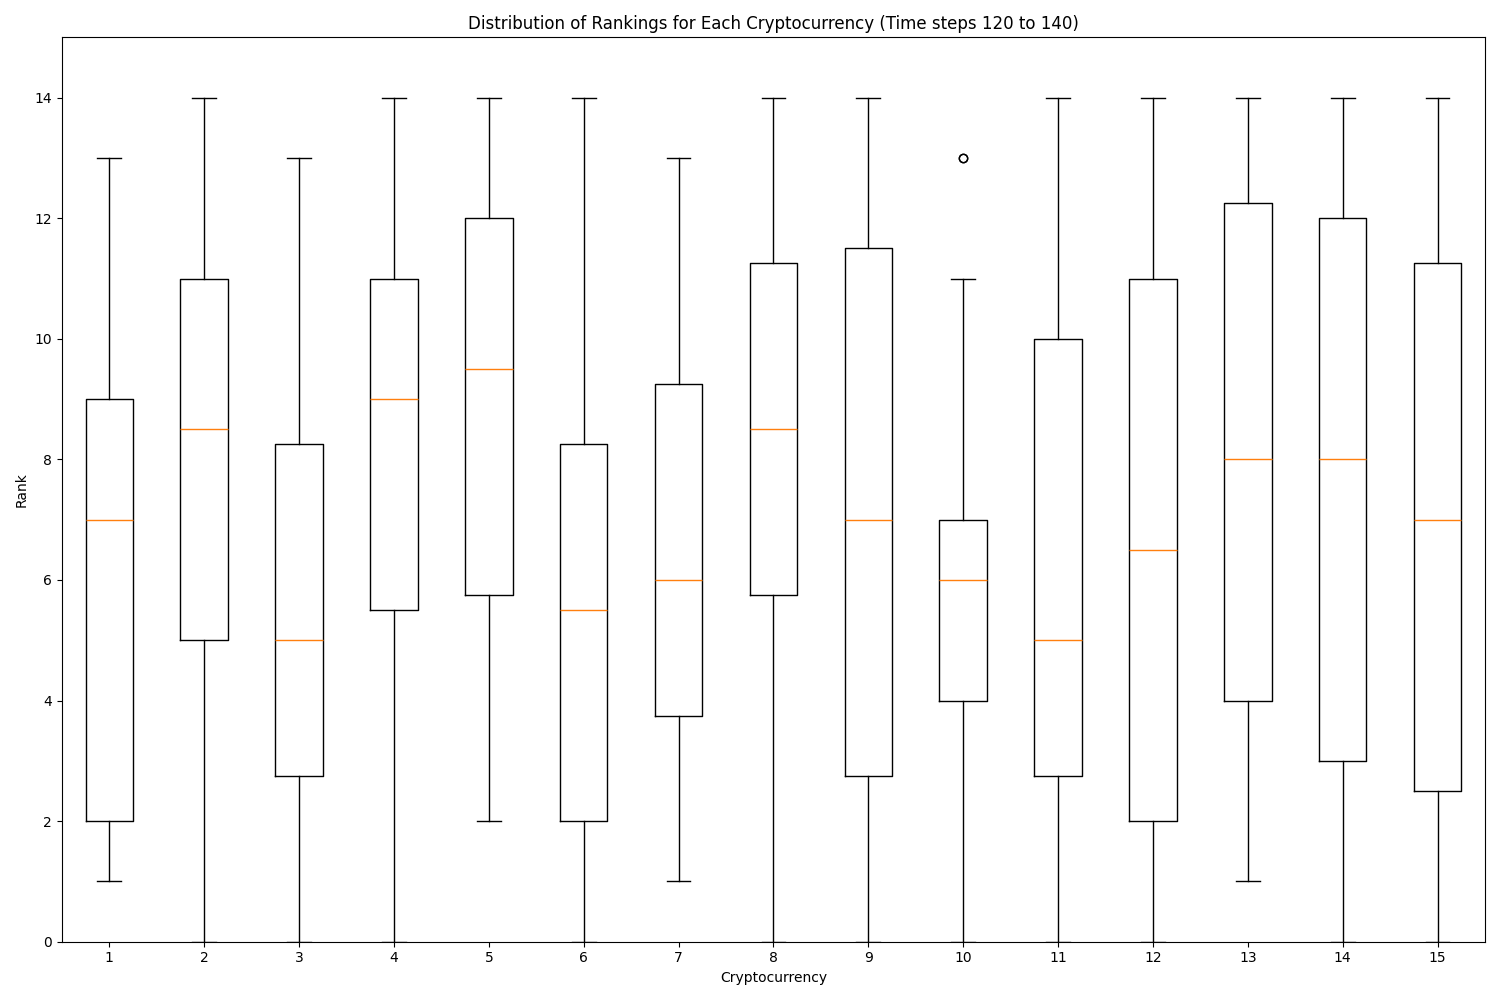 Distribution of Rankings for Each Cryptocurrency (Time steps 120 to 140)
Rank
14
12
10
8
6
4
2
0
1 2 3 4 5 6 7 8 9 10 11 12 13 14 15
Cryptocurrency